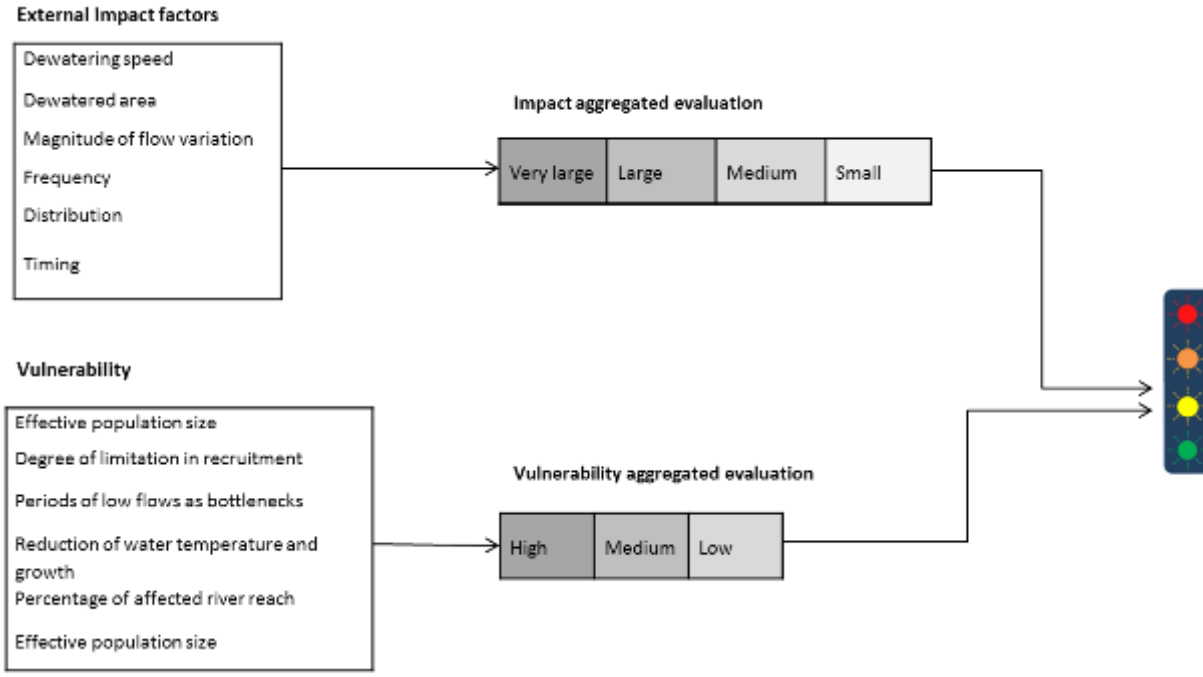 External Impact factors
Dewatering speed
Dewatered area
Magnitude of flow variation
Frequency
Distribution
Timing
Impact aggregated evaluation
Very large
Large
Medium
Small
Vulnerability
Effective population size
Degree of limitation in recruitment
Periods of low flows as bottlenecks
Reduction of water temperature and
growth
Percentage of affected river reach
Effective population size
Vulnerability aggregated evaluation
High
Medium
Low